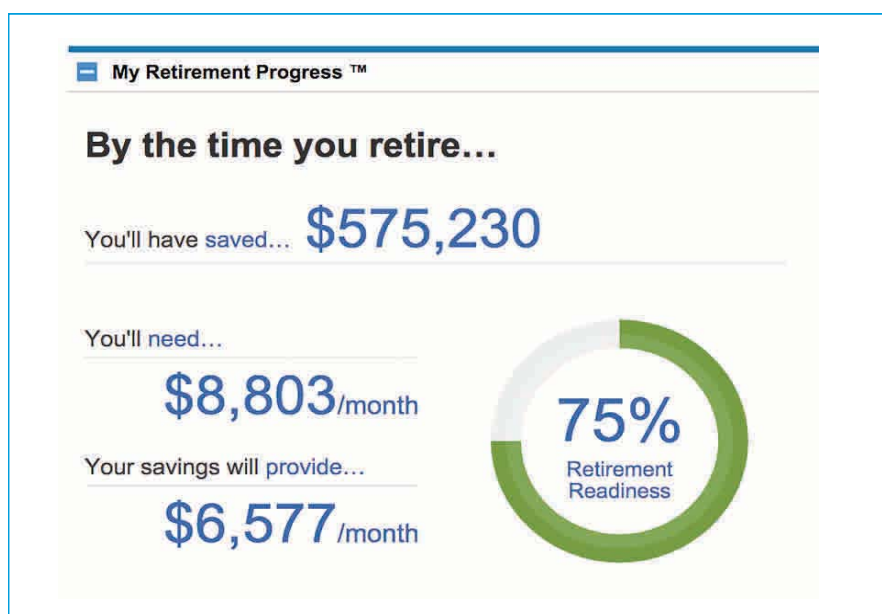 My Retirement Progress ™
By the time you retire...
You'll have saved... $575,230
You'll need...
$8,803/month
Your savings will provide...
$6,577/month
75%
Retirement
Readiness